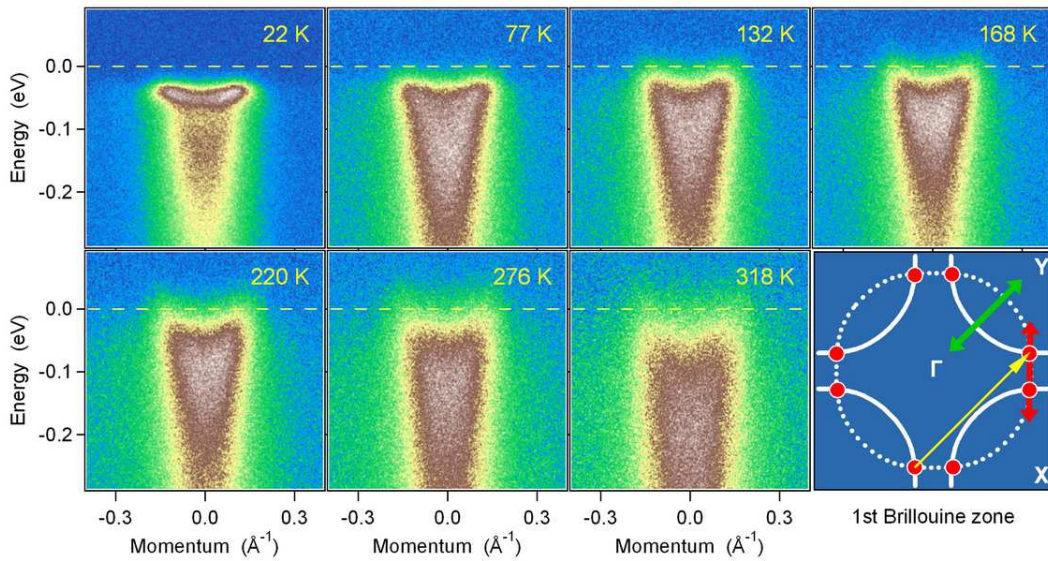 22 K
77 K
132 K
168 K
Energy (eV)
0.0
-0.1
-0.2
220 K
276 K
318 K
Energy (eV)
0.0
-0.1
-0.2
Y
Γ
X
-0.3 0.0 0.3
-0.3 0.0 0.3
-0.3 0.0 0.3
Momentum (Å-1)
Momentum (Å-1)
Momentum (Å-1)
1st Brillouine zone